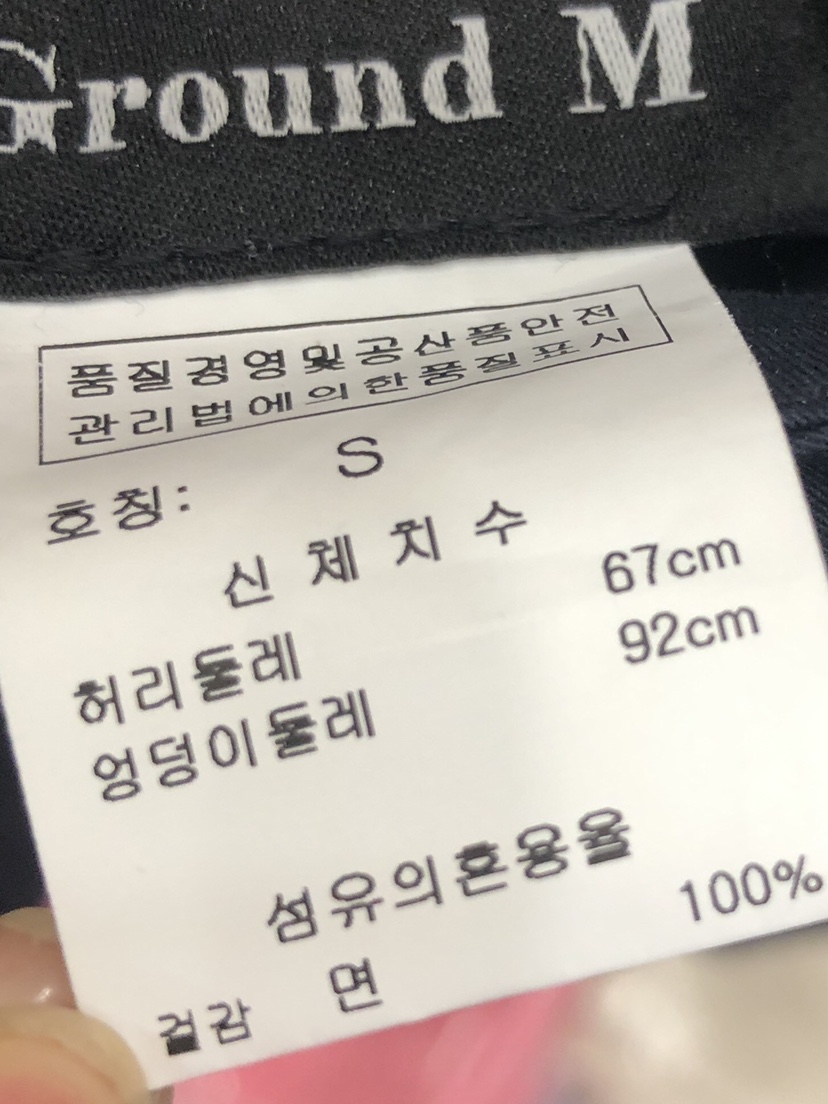 Ground M
품질경영및공산품안전
관리법에의한품질표시
호칭: S
신체치수
허리둘레 67cm
엉덩이둘레 92cm
섬유의혼용율
겉감 면 100%